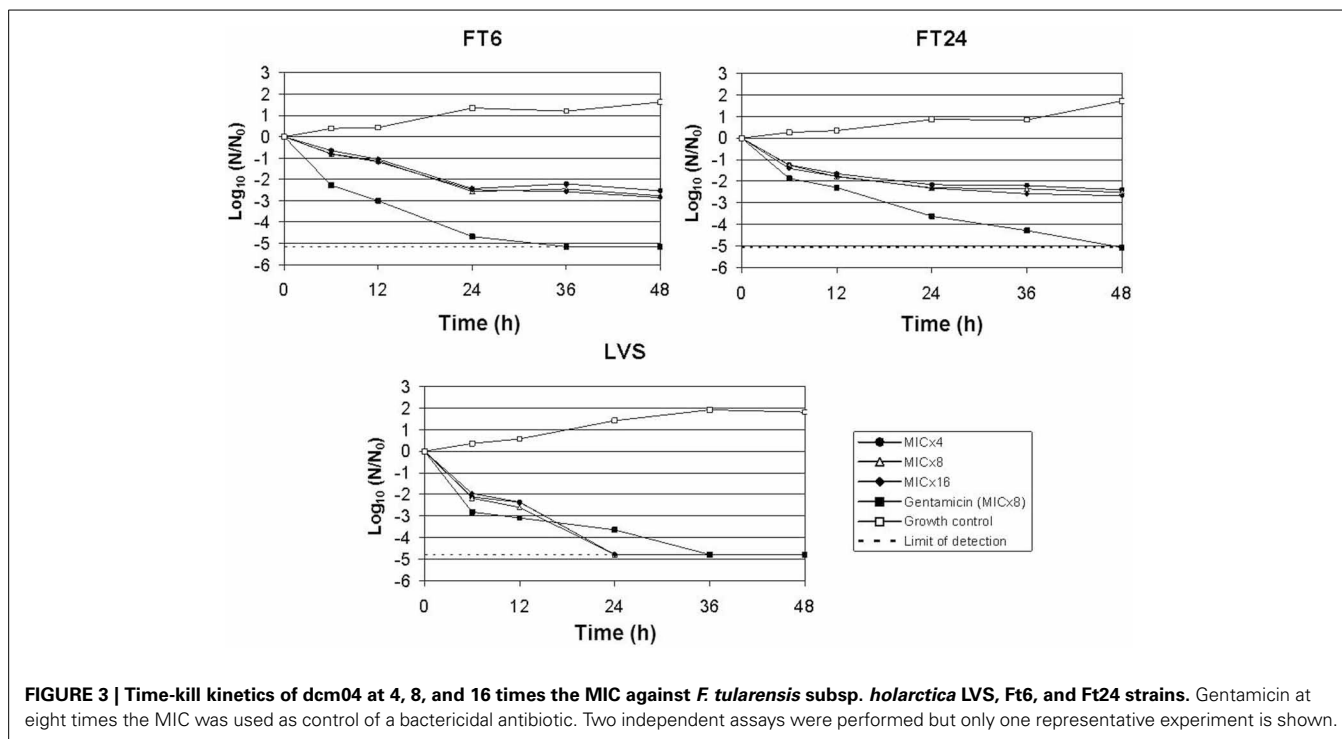 FT6
3
2
1
0
-1
-2
-3
-4
-5
-6
Log₁₀ (N/N₀)
0 12 24 36 48
Time (h)
FT24
3
2
1
0
-1
-2
-3
-4
-5
-6
Log₁₀ (N/N₀)
0 12 24 36 48
Time (h)
LVS
3
2
1
0
-1
-2
-3
-4
-5
-6
Log₁₀ (N/N₀)
0 12 24 36 48
Time (h)
MICx4
MICx8
MICx16
Gentamicin (MICx8)
Growth control
Limit of detection
FIGURE 3 | Time-kill kinetics of dcm04 at 4, 8, and 16 times the MIC against F. tularensis subsp. holarctica LVS, Ft6, and Ft24 strains. Gentamicin at
eight times the MIC was used as control of a bactericidal antibiotic. Two independent assays were performed but only one representative experiment is shown.